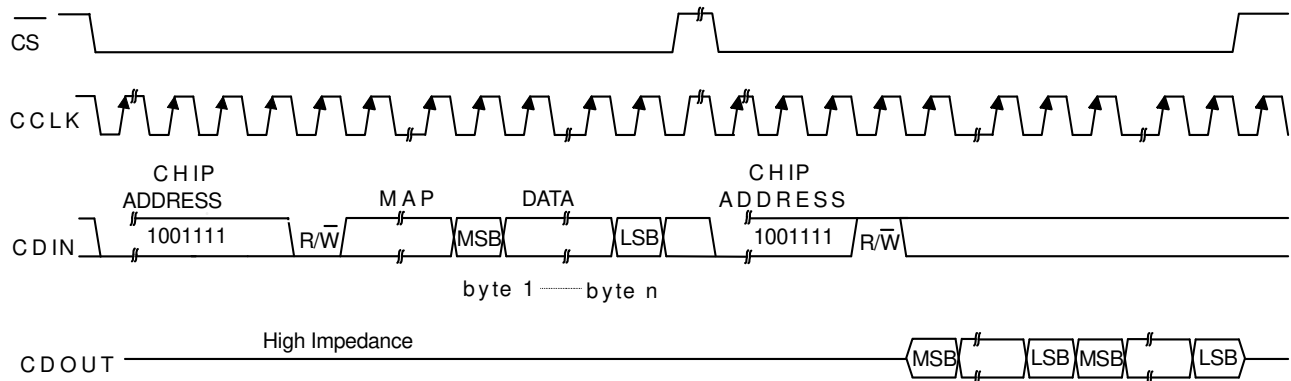 CS
CCLK
CHIP
ADDRESS
MAP
DATA
CHIP
ADDRESS
CDIN
1001111
R/W
MSB
LSB
1001111
R/W
byte 1
byte n
High Impedance
CDOUT
MSB
LSB
MSB
LSB